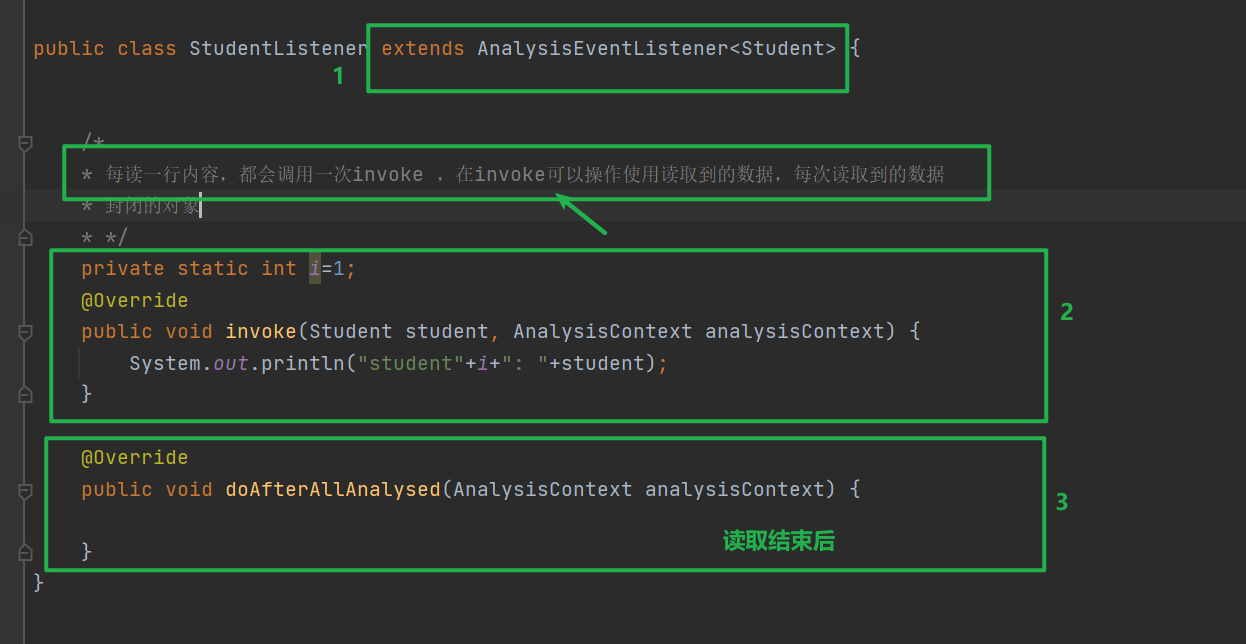 public class StudentListener extends AnalysisEventListener<Student> {
1
/*
* 每读一行内容，都会调用一次invoke ，在invoke可以操作使用读取到的数据，每次读取到的数据
* 封闭的对象
* */
private static int i=1;
@Override
2
public void invoke(Student student, AnalysisContext analysisContext) {
System.out.println("student"+i+": "+student);
}
@Override
public void doAfterAllAnalysed(AnalysisContext analysisContext) {
3
读取结束后
}
}